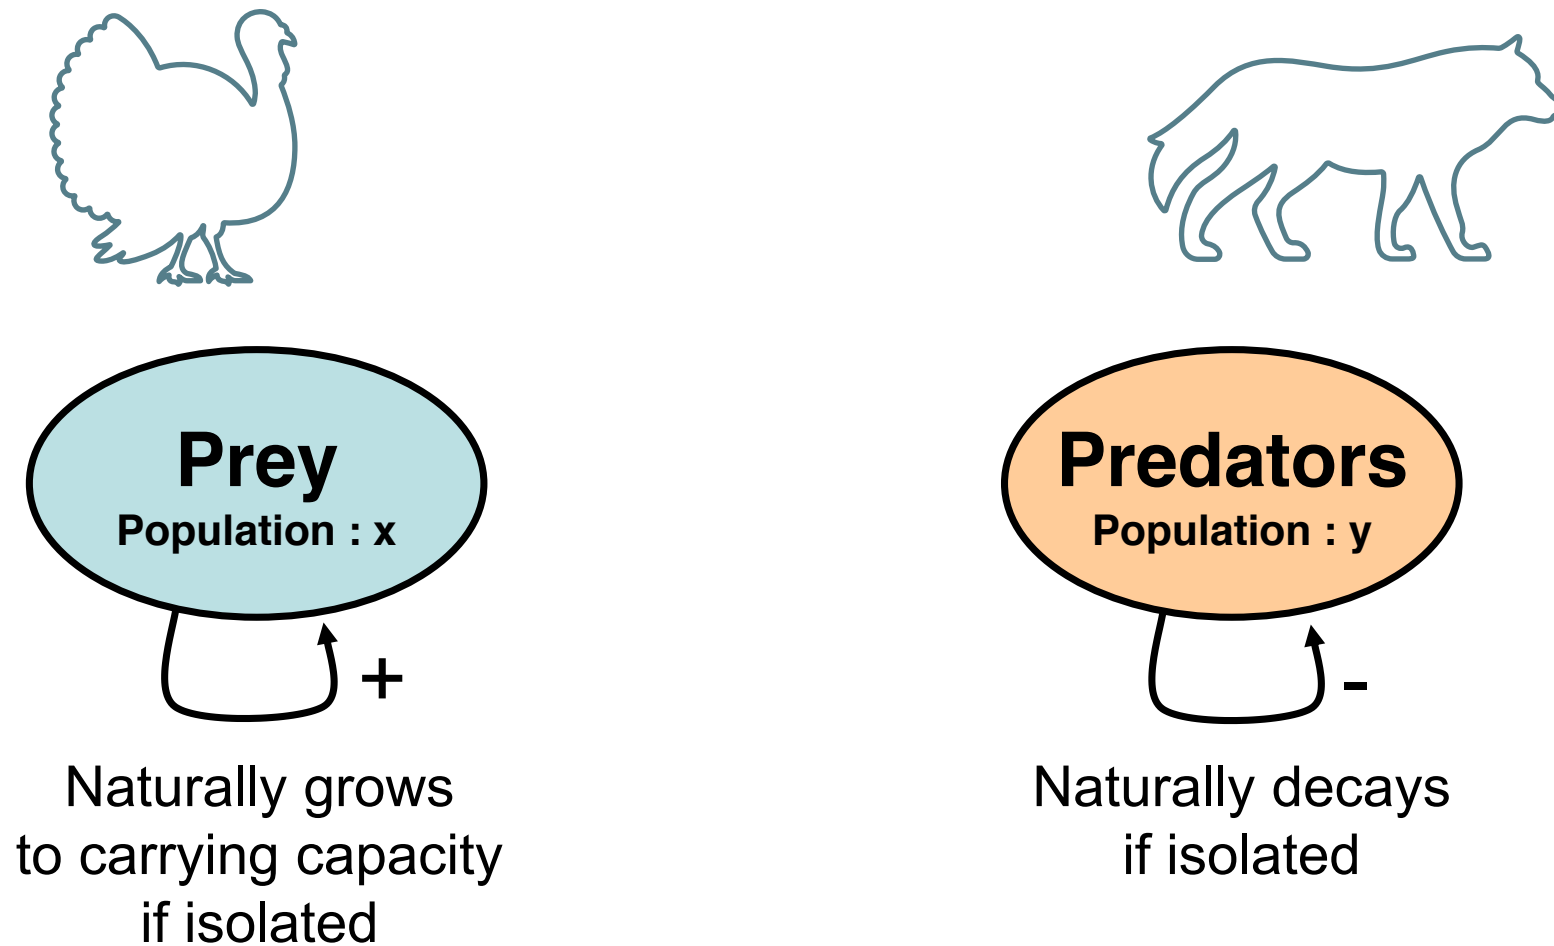 Prey
Population : x
+
Naturally grows
to carrying capacity
if isolated
Predators
Population : y
-
Naturally decays
if isolated